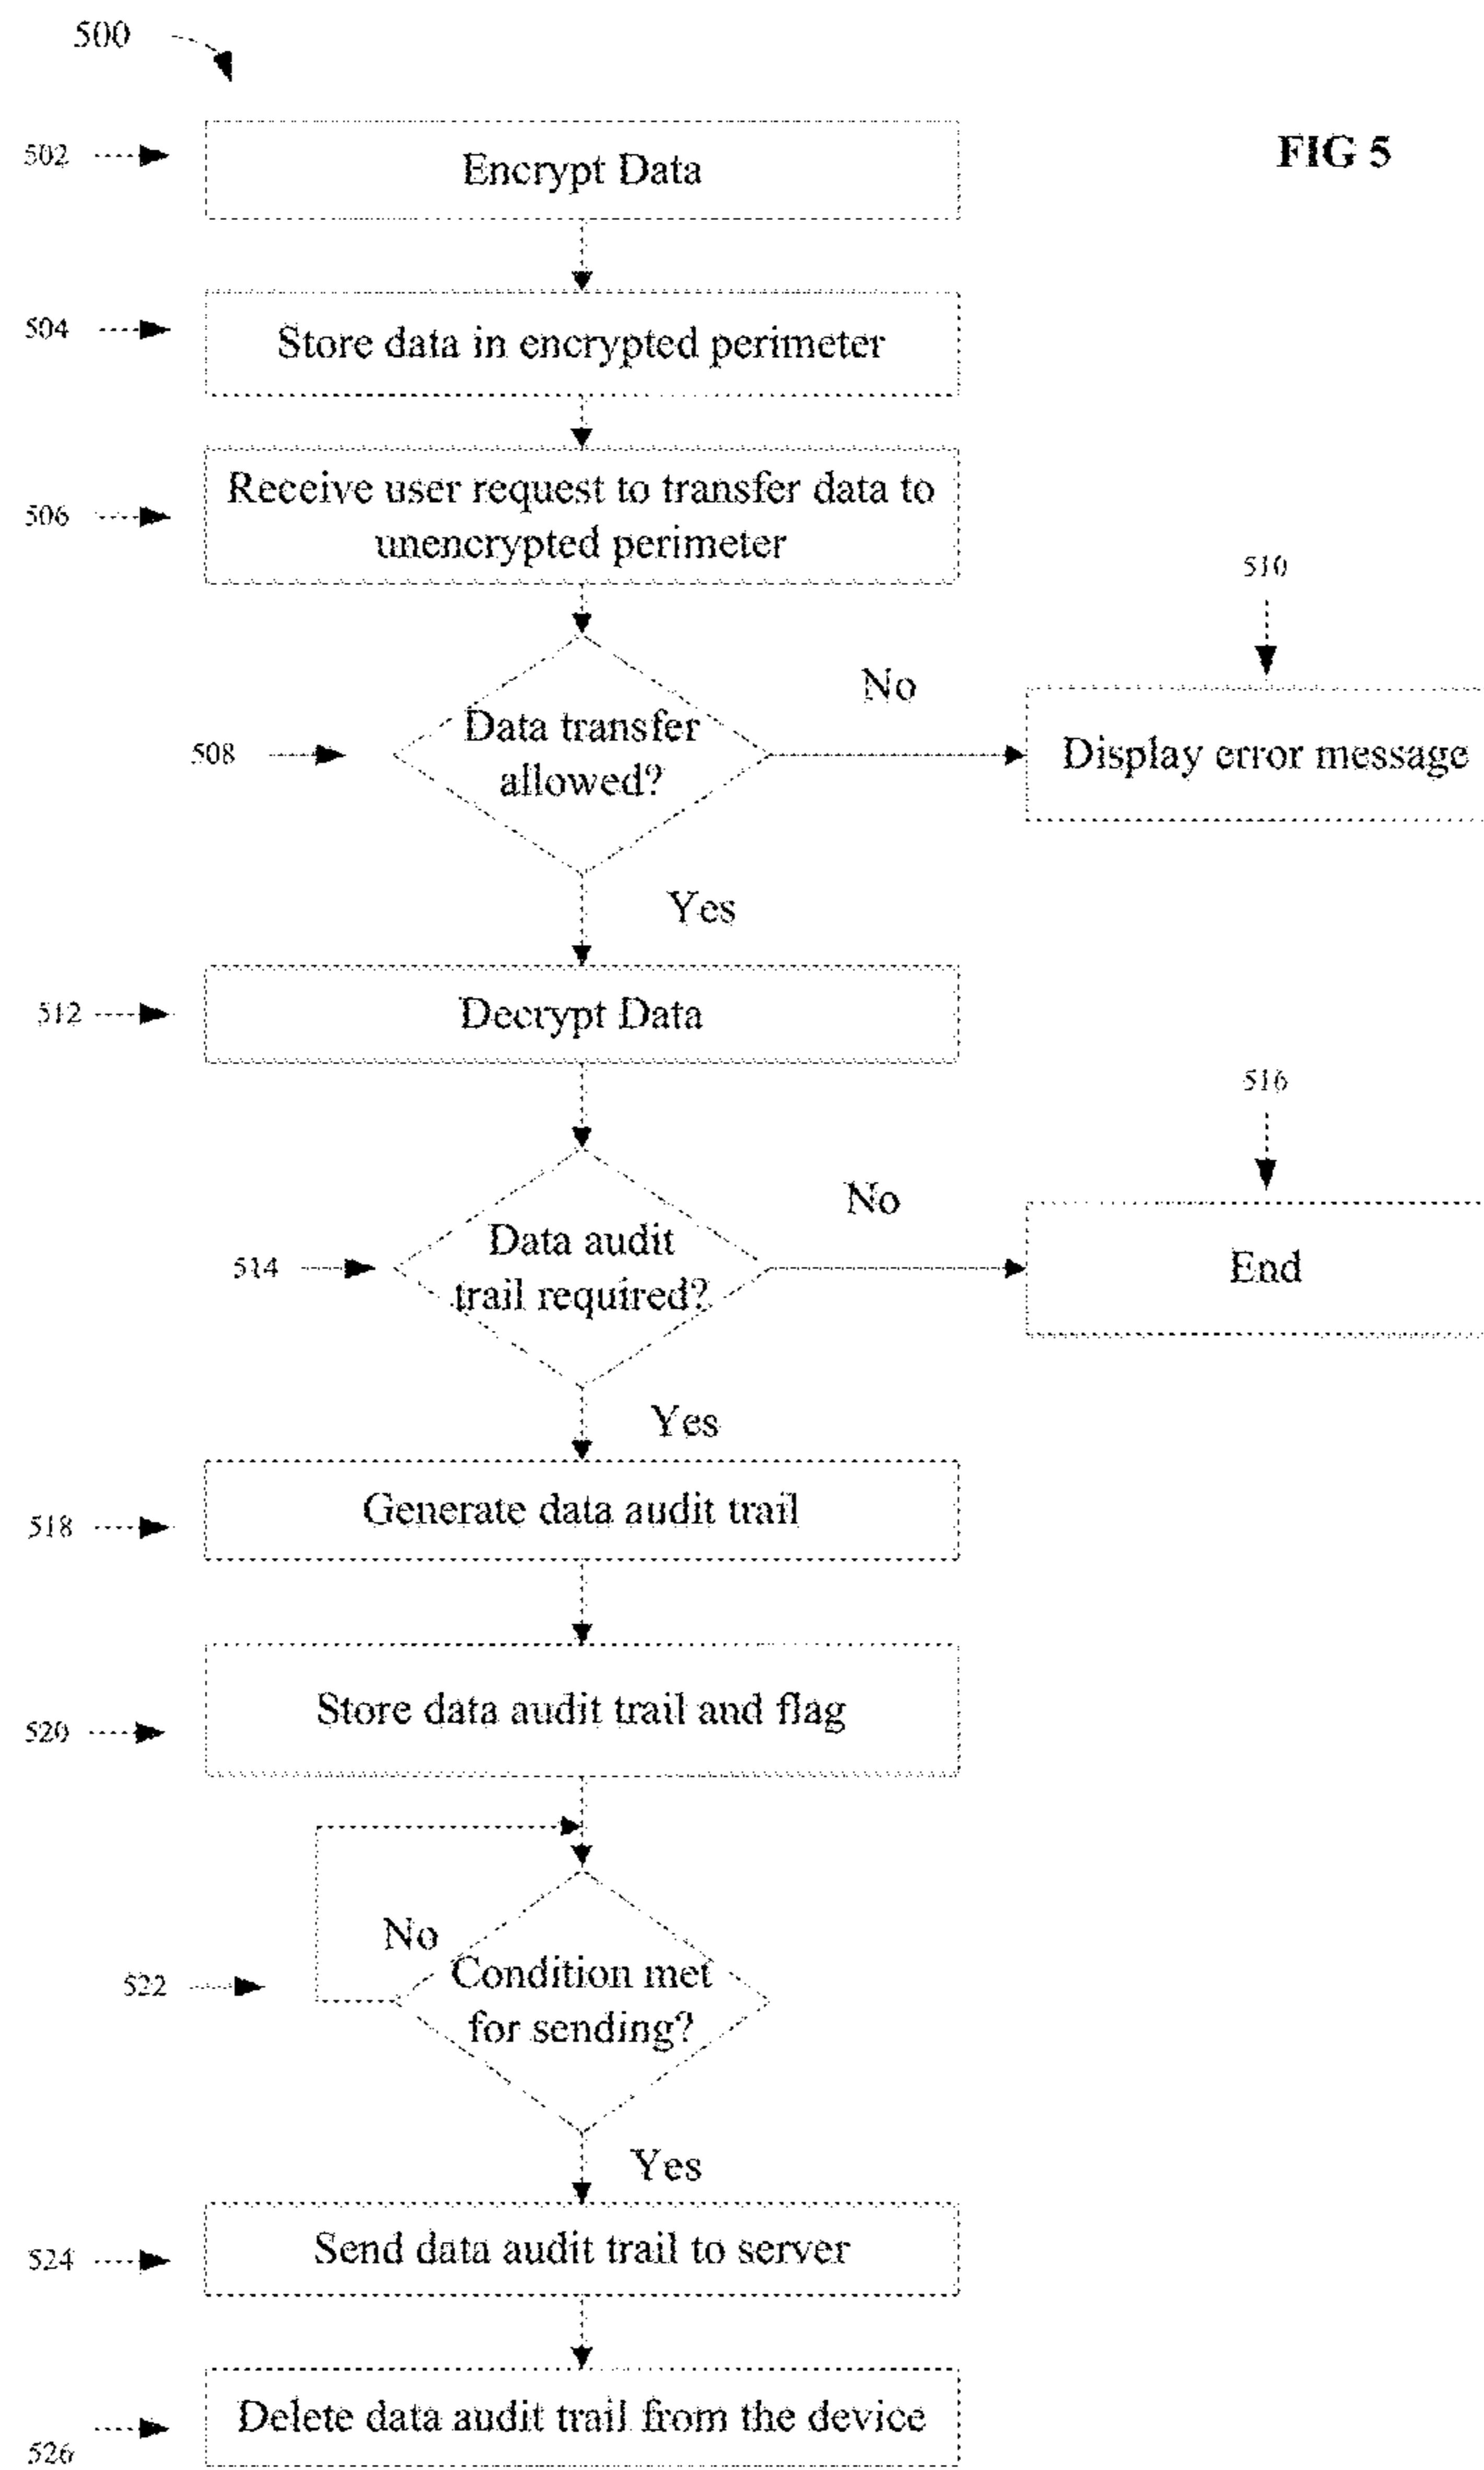 500
FIG 5
502
Encrypt Data
504
Store data in encrypted perimeter
506
Receive user request to transfer data to
unencrypted perimeter
510
No
508
Data transfer
allowed?
Display error message
Yes
512
Decrypt Data
516
No
514
Data audit
trail required?
End
Yes
518
Generate data audit trail
520
Store data audit trail and flag
No
522
Condition met
for sending?
Yes
524
Send data audit trail to server
526
Delete data audit trail from the device